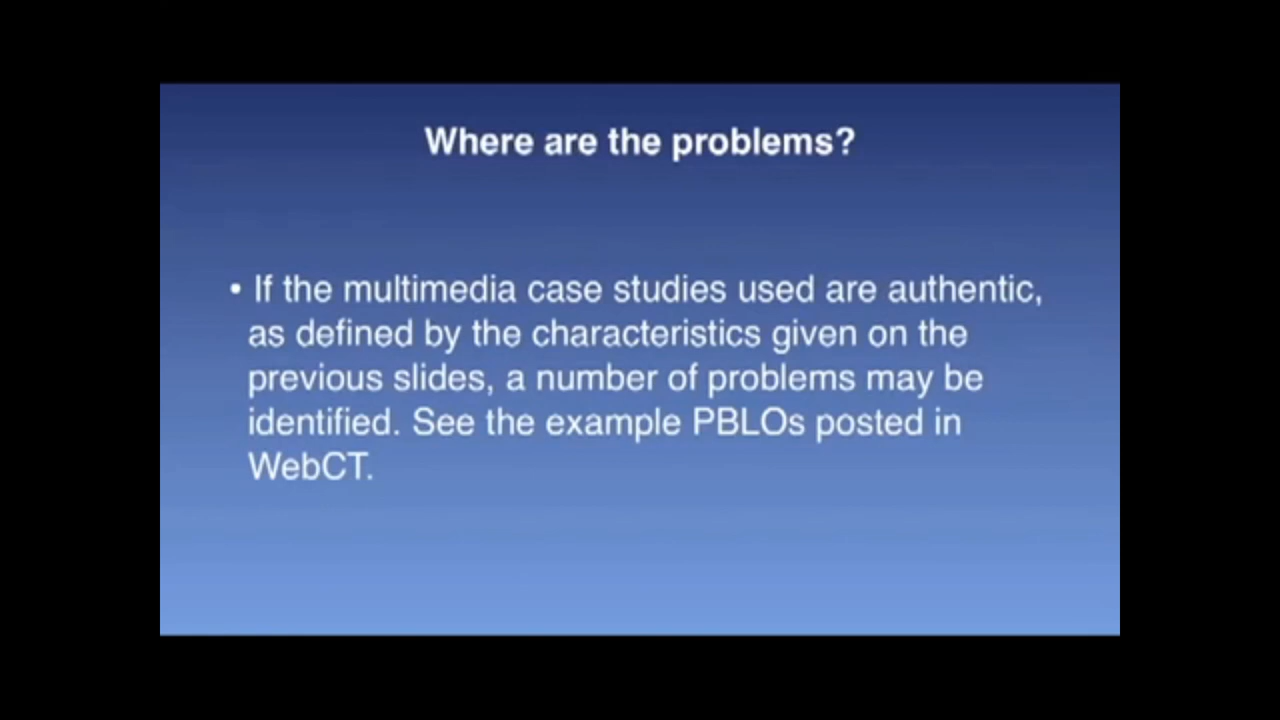 Where are the problems?
• If the multimedia case studies used are authentic,
as defined by the characteristics given on the
previous slides, a number of problems may be
identified. See the example PBLOs posted in
WebCT.